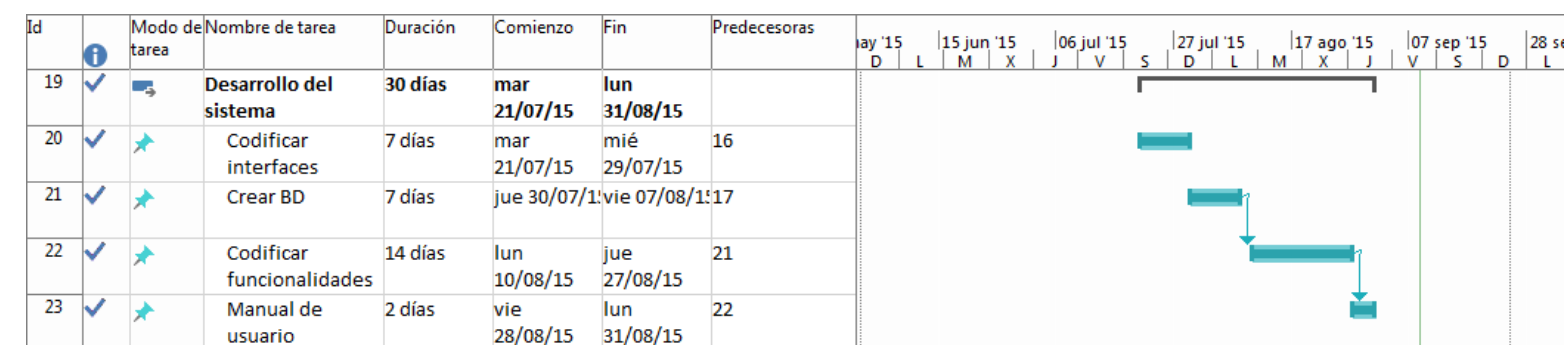 Id Modo de Nombre de tarea Duración Comienzo Fin Predecesoras
tarea
ay '15 15 jun '15 06 jul '15 27 jul '15 17 ago '15 07 sep '15 28 se
D L M X J V S D L M X J V S D L
19 Desarrollo del 30 días mar lun
sistema 21/07/15 31/08/15
20 Codificar 7 días mar mié 16
interfaces 21/07/15 29/07/15
21 Crear BD 7 días jue 30/07/1 vie 07/08/1 17
22 Codificar 14 días lun jue 21
funcionalidades 10/08/15 27/08/15
23 Manual de 2 días vie lun 22
usuario 28/08/15 31/08/15